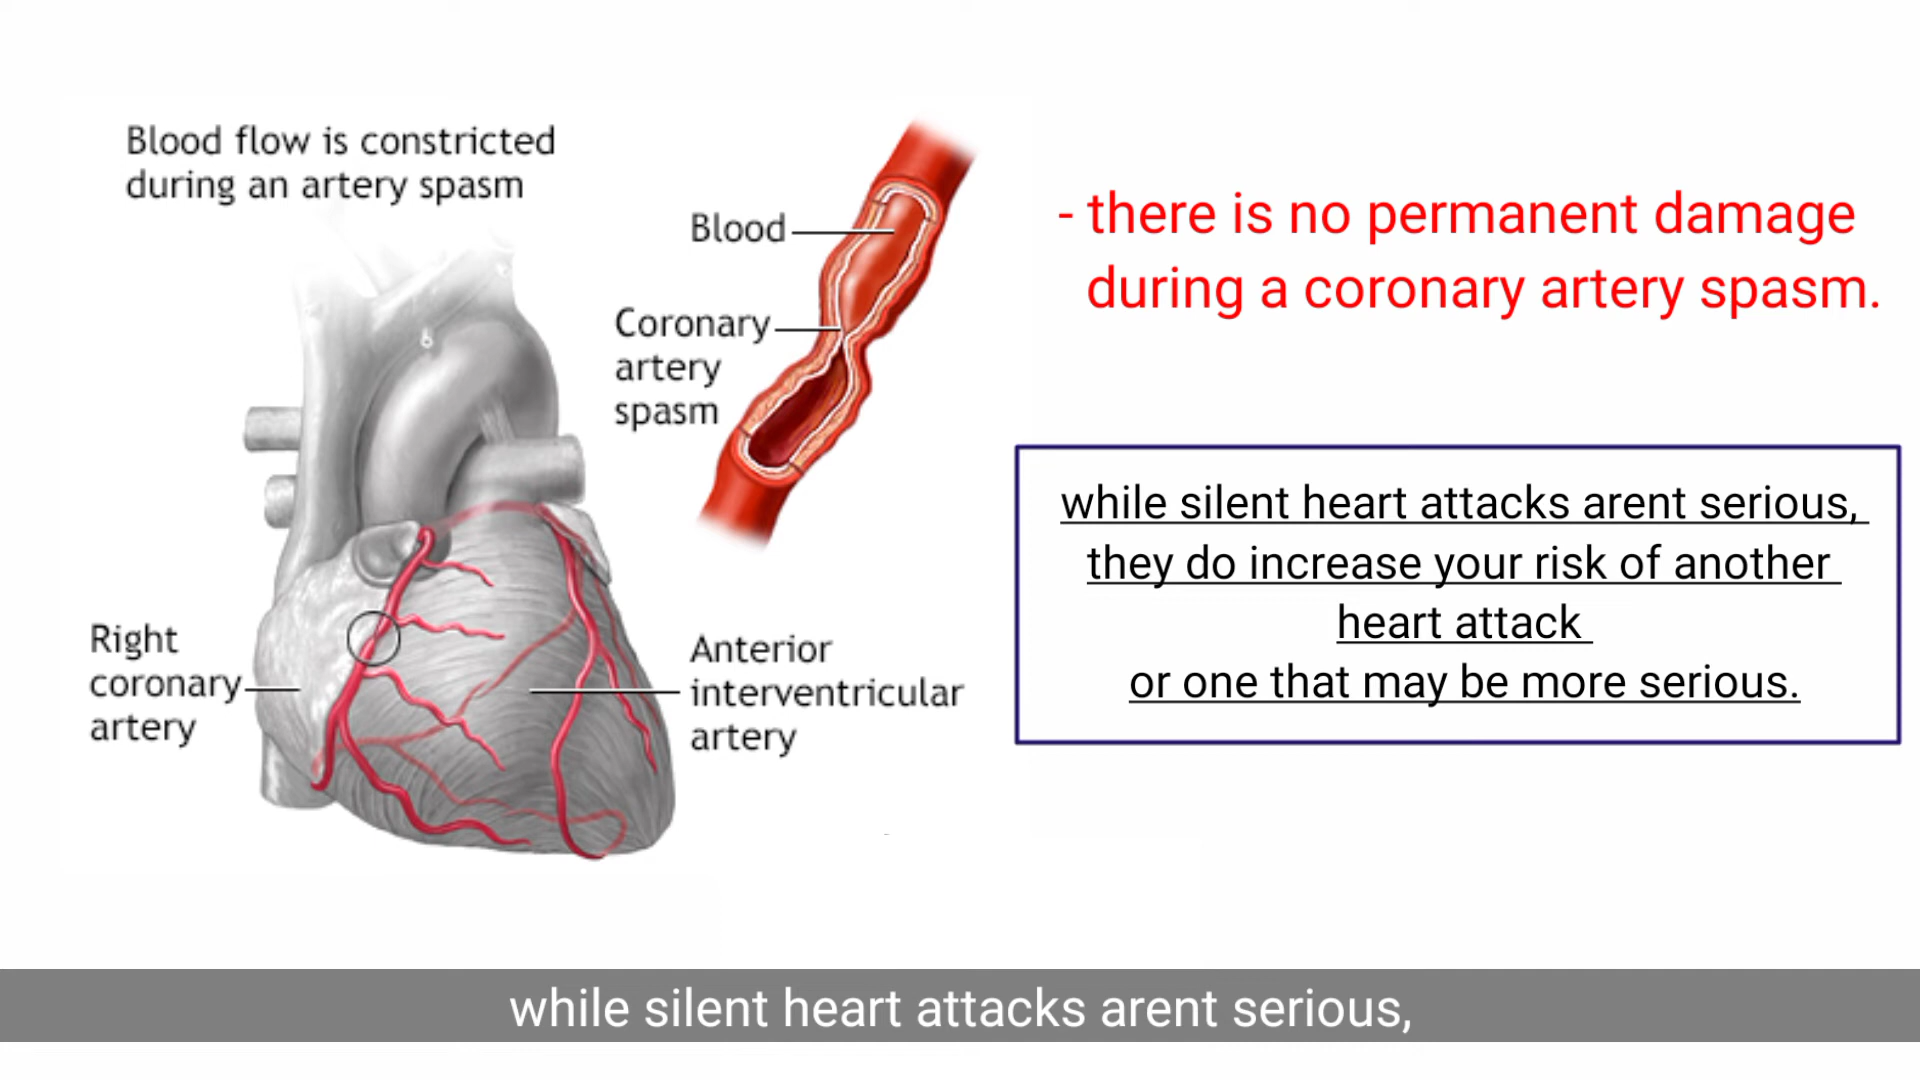 Blood flow is constricted
during an artery spasm
Blood
Coronary
artery
spasm
Right
coronary
artery
Anterior
interventricular
artery
- there is no permanent damage
during a coronary artery spasm.
while silent heart attacks arent serious,
they do increase your risk of another
heart attack
or one that may be more serious.
while silent heart attacks arent serious,